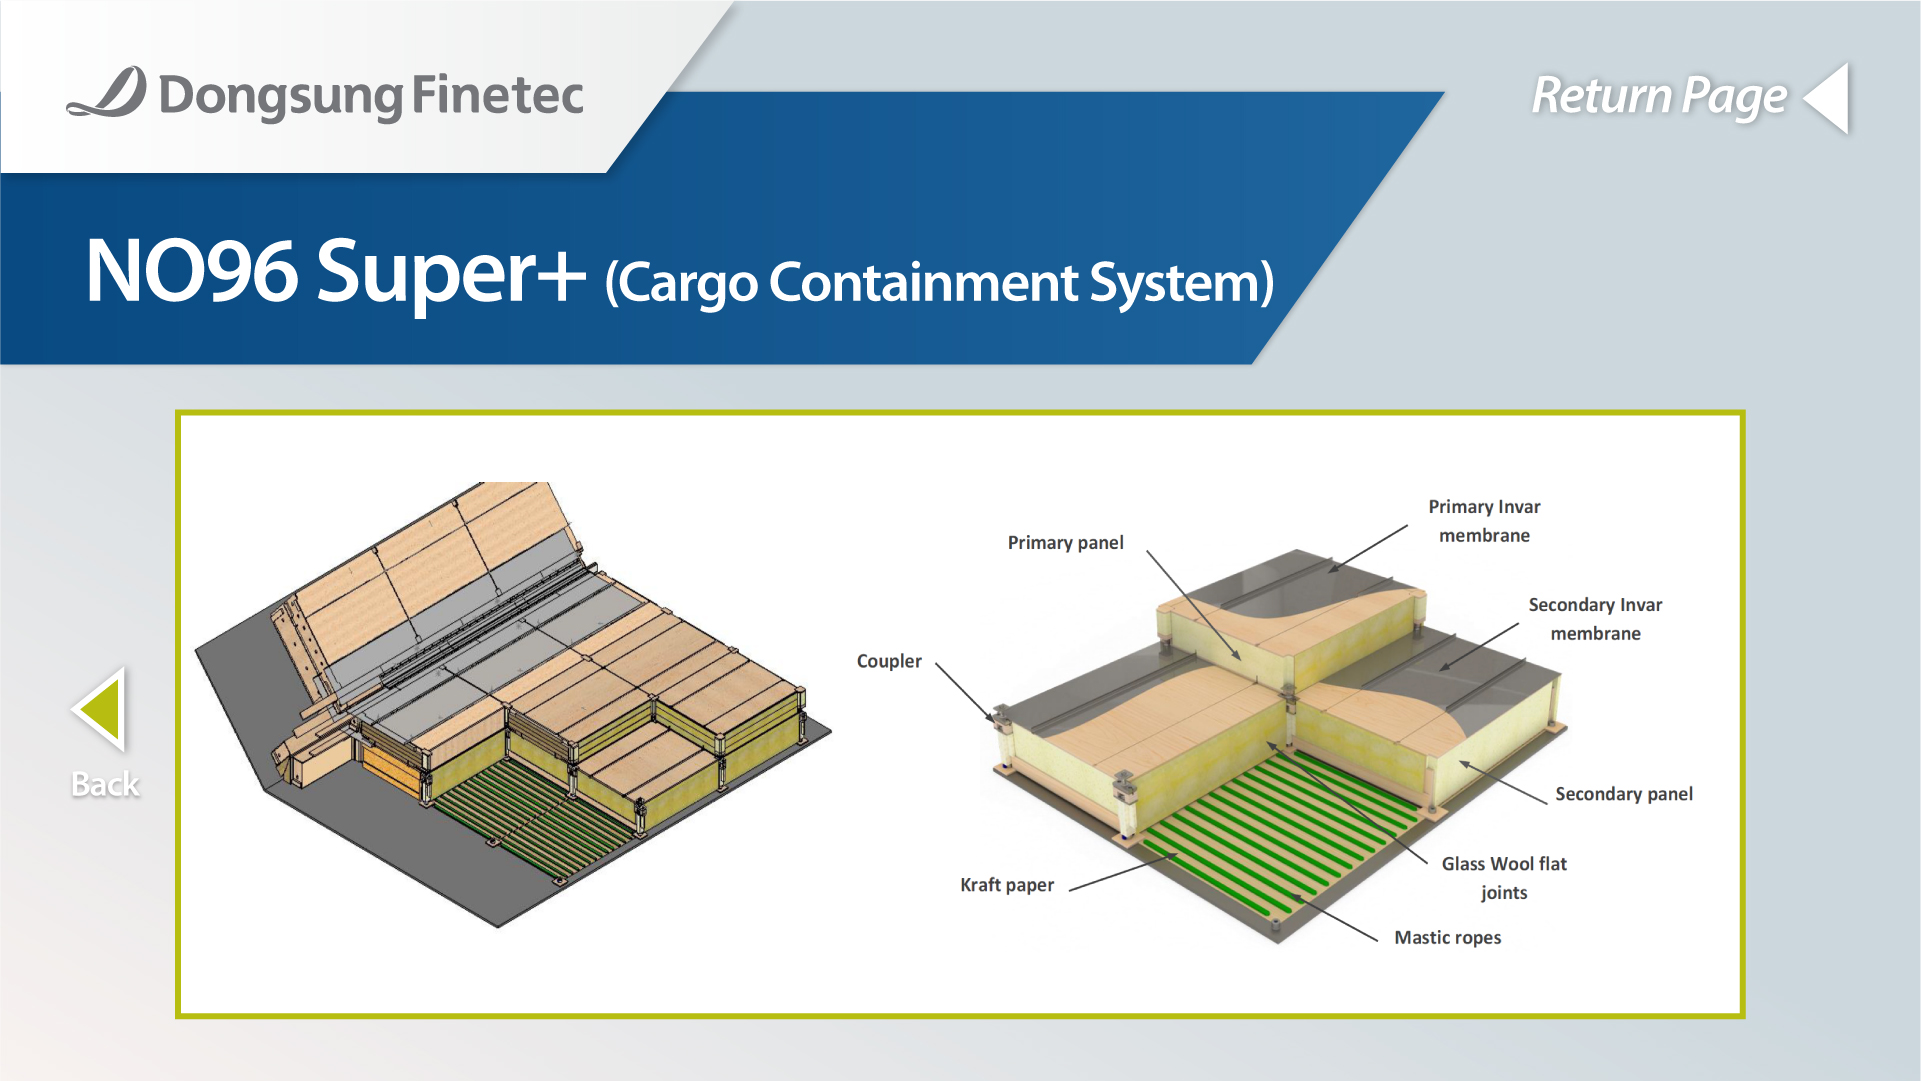 Dongsung Finetec
Return Page
NO96 Super+ (Cargo Containment System)
Primary Invar
membrane
Primary panel
Secondary Invar
membrane
Coupler
Back
Secondary panel
Glass Wool flat
joints
Kraft paper
Mastic ropes